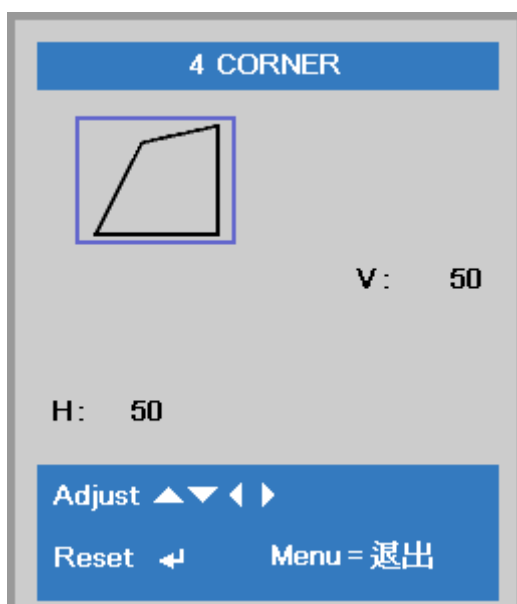 4 CORNER
V: 50
H: 50
Adjust ▲▼◀▶
Reset ↵ Menu = 退出